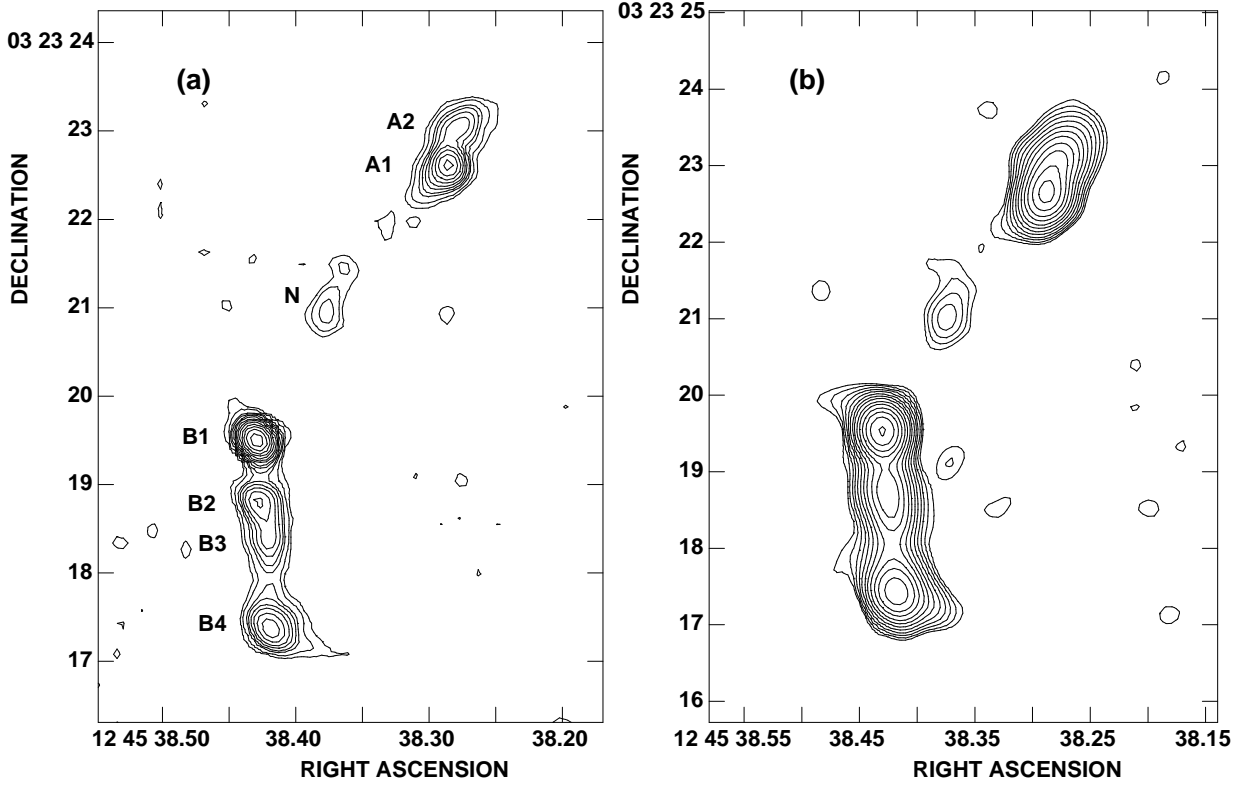 03 23 24
(a)
A2
23
A1
22
N
21
20
B1
19
B2
B3
18
B4
17
DECLINATION
12 45 38.50
38.40
38.30
38.20
RIGHT ASCENSION
03 23 25
24
(b)
23
22
21
20
19
18
17
16
DECLINATION
12 45 38.55
38.45
38.35
38.25
38.15
RIGHT ASCENSION